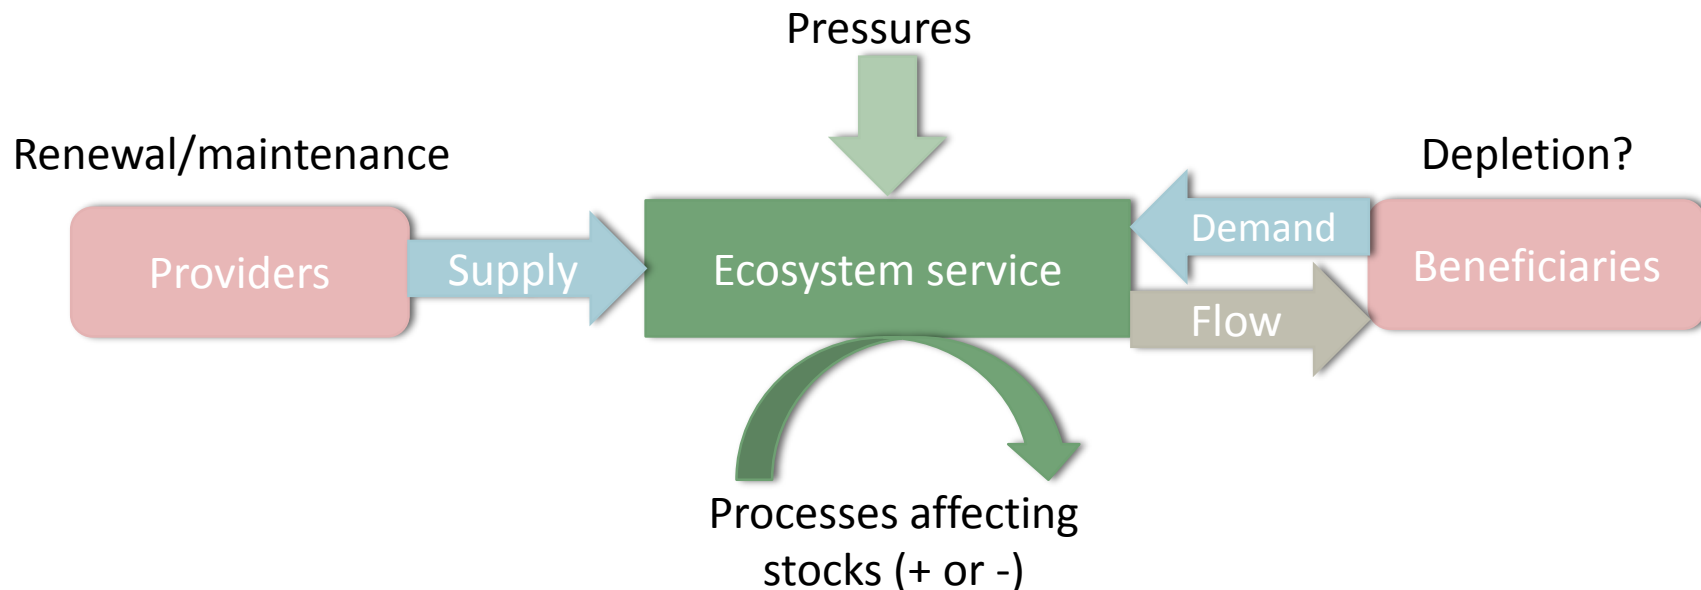 Pressures
Renewal/maintenance
Depletion?
Providers
Supply
Ecosystem service
Demand
Flow
Beneficiaries
Processes affecting
stocks (+ or -)